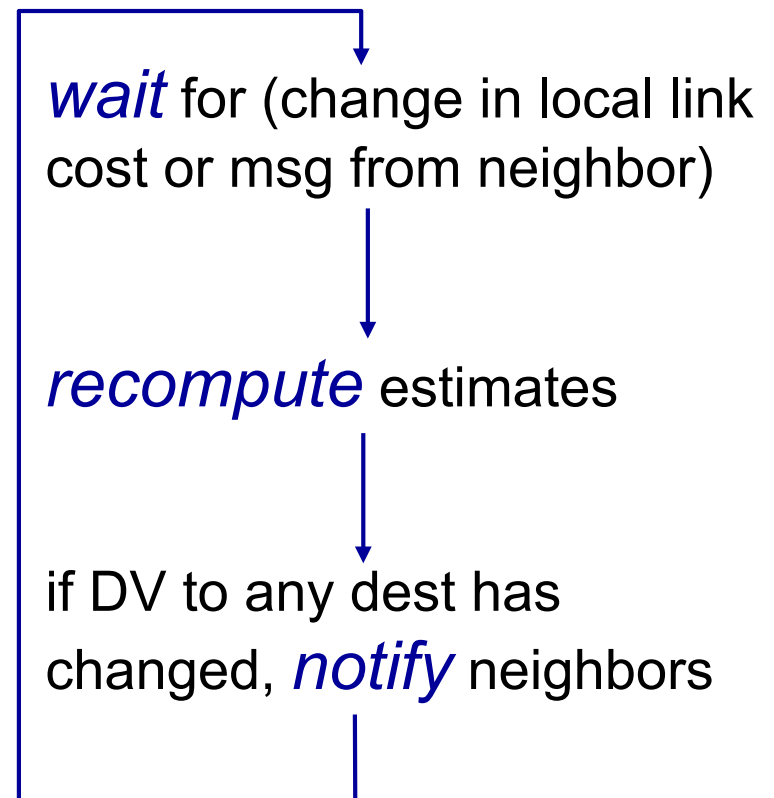 wait for (change in local link
cost or msg from neighbor)
recompute estimates
if DV to any dest has
changed, notify neighbors